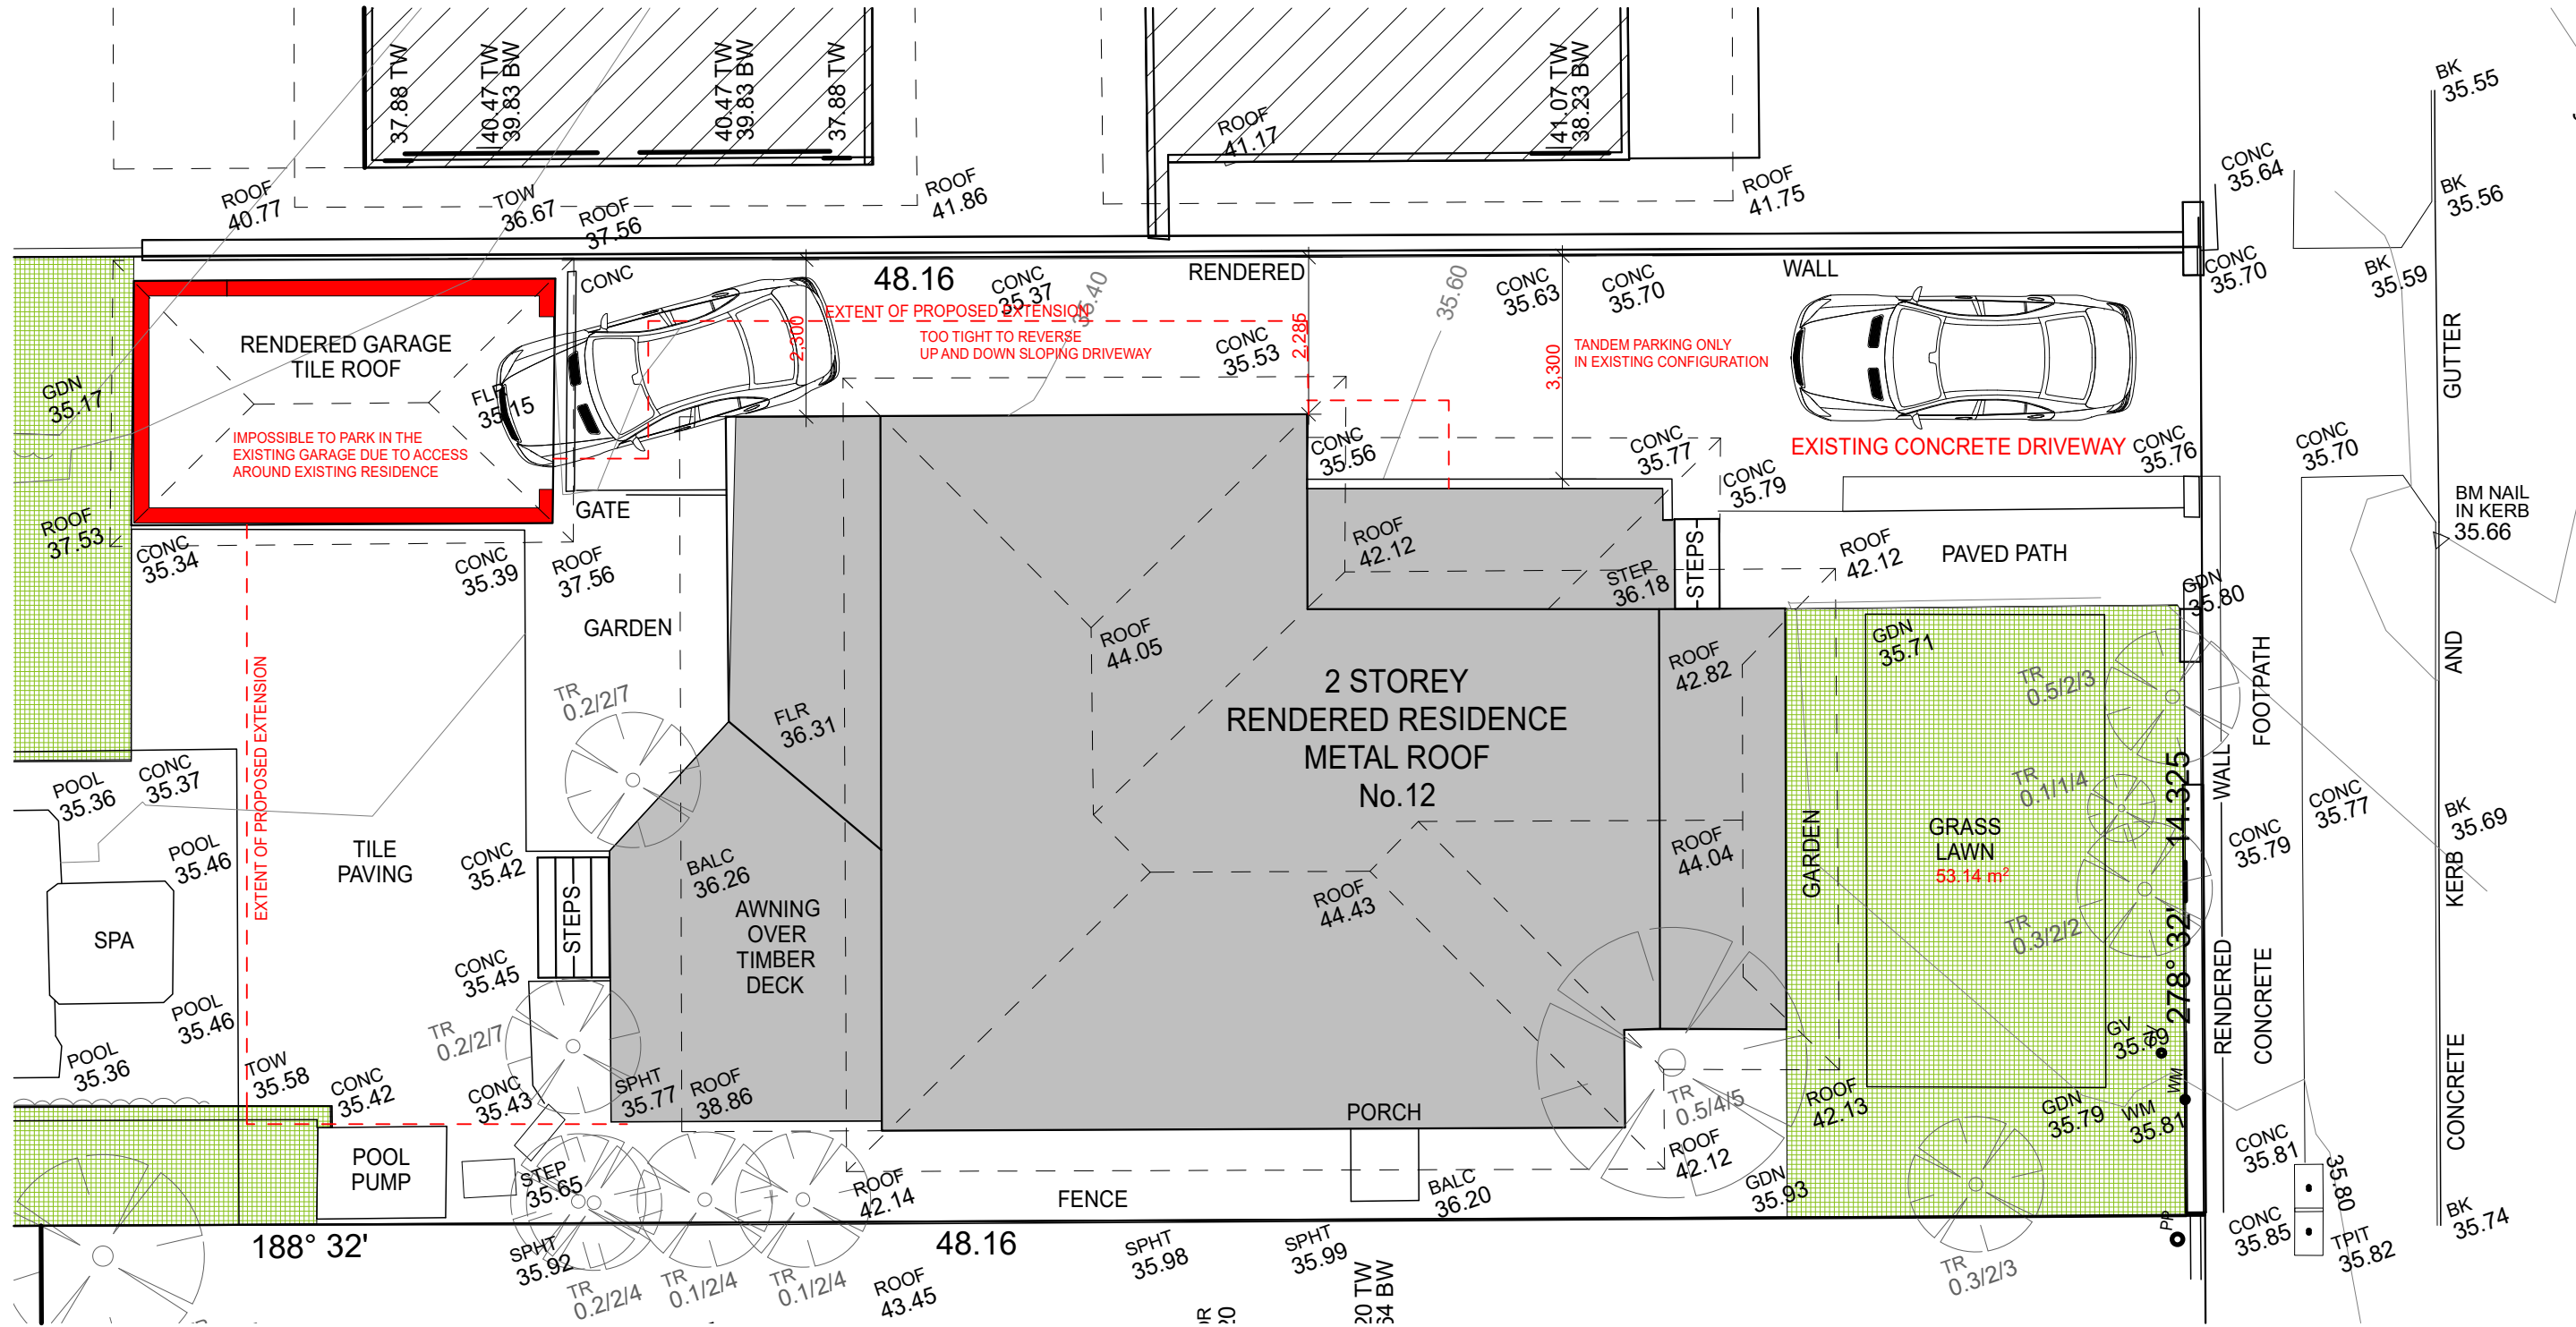 37.88 TW
40.47 TW
39.83 BW
40.47 TW
39.83 BW
37.88 TW
ROOF
41.17
41.07 TW
38.23 BW
BK
35.55
CONC
35.64
BK
35.56
ROOF
40.77
TOW
36.67
ROOF
37.56
ROOF
41.86
ROOF
41.75
CONC
48.16
CONC
35.37
35.40
RENDERED
35.60
CONC
35.63
CONC
35.70
WALL
CONC
35.70
BK
35.59
GUTTER
EXTENT OF PROPOSED EXTENSION
2,300
TOO TIGHT TO REVERSE
UP AND DOWN SLOPING DRIVEWAY
CONC
35.53
2,285
3,300
TANDEM PARKING ONLY
IN EXISTING CONFIGURATION
RENDERED GARAGE
TILE ROOF
GDN
35.17
FLR
35.15
IMPOSSIBLE TO PARK IN THE
EXISTING GARAGE DUE TO ACCESS
AROUND EXISTING RESIDENCE
CONC
35.56
CONC
35.77
CONC
35.79
EXISTING CONCRETE DRIVEWAY
CONC
35.76
CONC
35.70
BM NAIL
IN KERB
35.66
ROOF
37.53
CONC
35.34
CONC
35.39
GATE
ROOF
37.56
ROOF
42.12
STEP
36.18
STEPS
ROOF
42.12
PAVED PATH
GDN
35.80
GARDEN
ROOF
44.05
GDN
35.71
ROOF
42.82
2 STOREY
RENDERED RESIDENCE
METAL ROOF
No.12
TR
0.2/2/7
FLR
36.31
EXTENT OF PROPOSED EXTENSION
TR
0.5/2/3
FOOTPATH
AND
POOL
35.36
CONC
35.37
POOL
35.46
TILE
PAVING
CONC
35.42
BALC
36.26
AWNING
OVER
TIMBER
DECK
ROOF
44.43
ROOF
44.04
GARDEN
GRASS
LAWN
53.14 m²
TR
0.1/1/4
TR
0.3/2/2
278° 32'
14.325
WALL
CONC
35.79
CONC
35.77
BK
35.69
KERB
SPA
STEPS
CONC
35.45
POOL
35.46
POOL
35.36
TR
0.2/2/7
RENDERED
CONCRETE
CONCRETE
GV
35.79
WM
TOW
35.58
CONC
35.42
CONC
35.43
SPHT
35.77
ROOF
38.86
PORCH
TR
0.5/4/5
ROOF
42.13
GDN
35.79
WM
35.81
POOL
PUMP
STEP
35.65
ROOF
42.14
FENCE
BALC
36.20
ROOF
42.12
GDN
35.93
CONC
35.81
35.80
BK
35.74
PP
CONC
35.85
TPIT
35.82
188° 32'
SPHT
35.92
48.16
SPHT
35.98
SPHT
35.99
TR
0.2/2/4
TR
0.1/2/4
TR
0.1/2/4
ROOF
43.45
TR
0.3/2/3